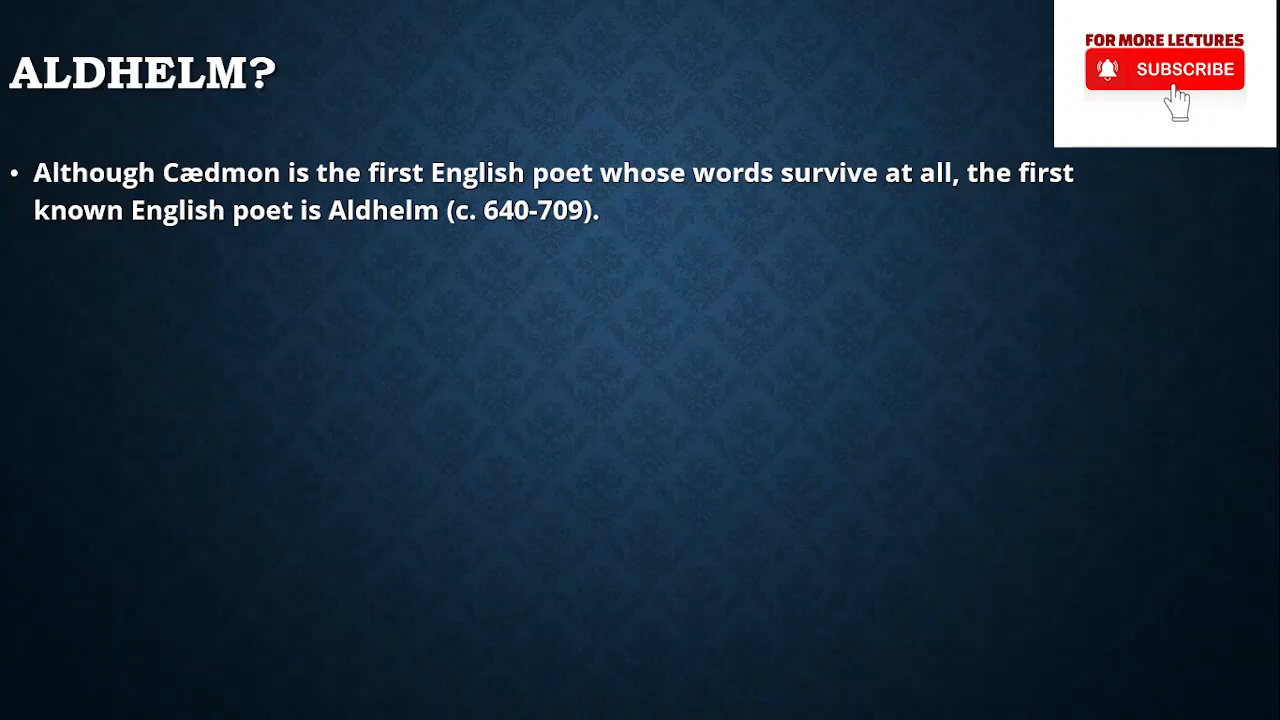 FOR MORE LECTURES
SUBSCRIBE
ALDHELM?
• Although Cædmon is the first English poet whose words survive at all, the first
known English poet is Aldhelm (c. 640-709).